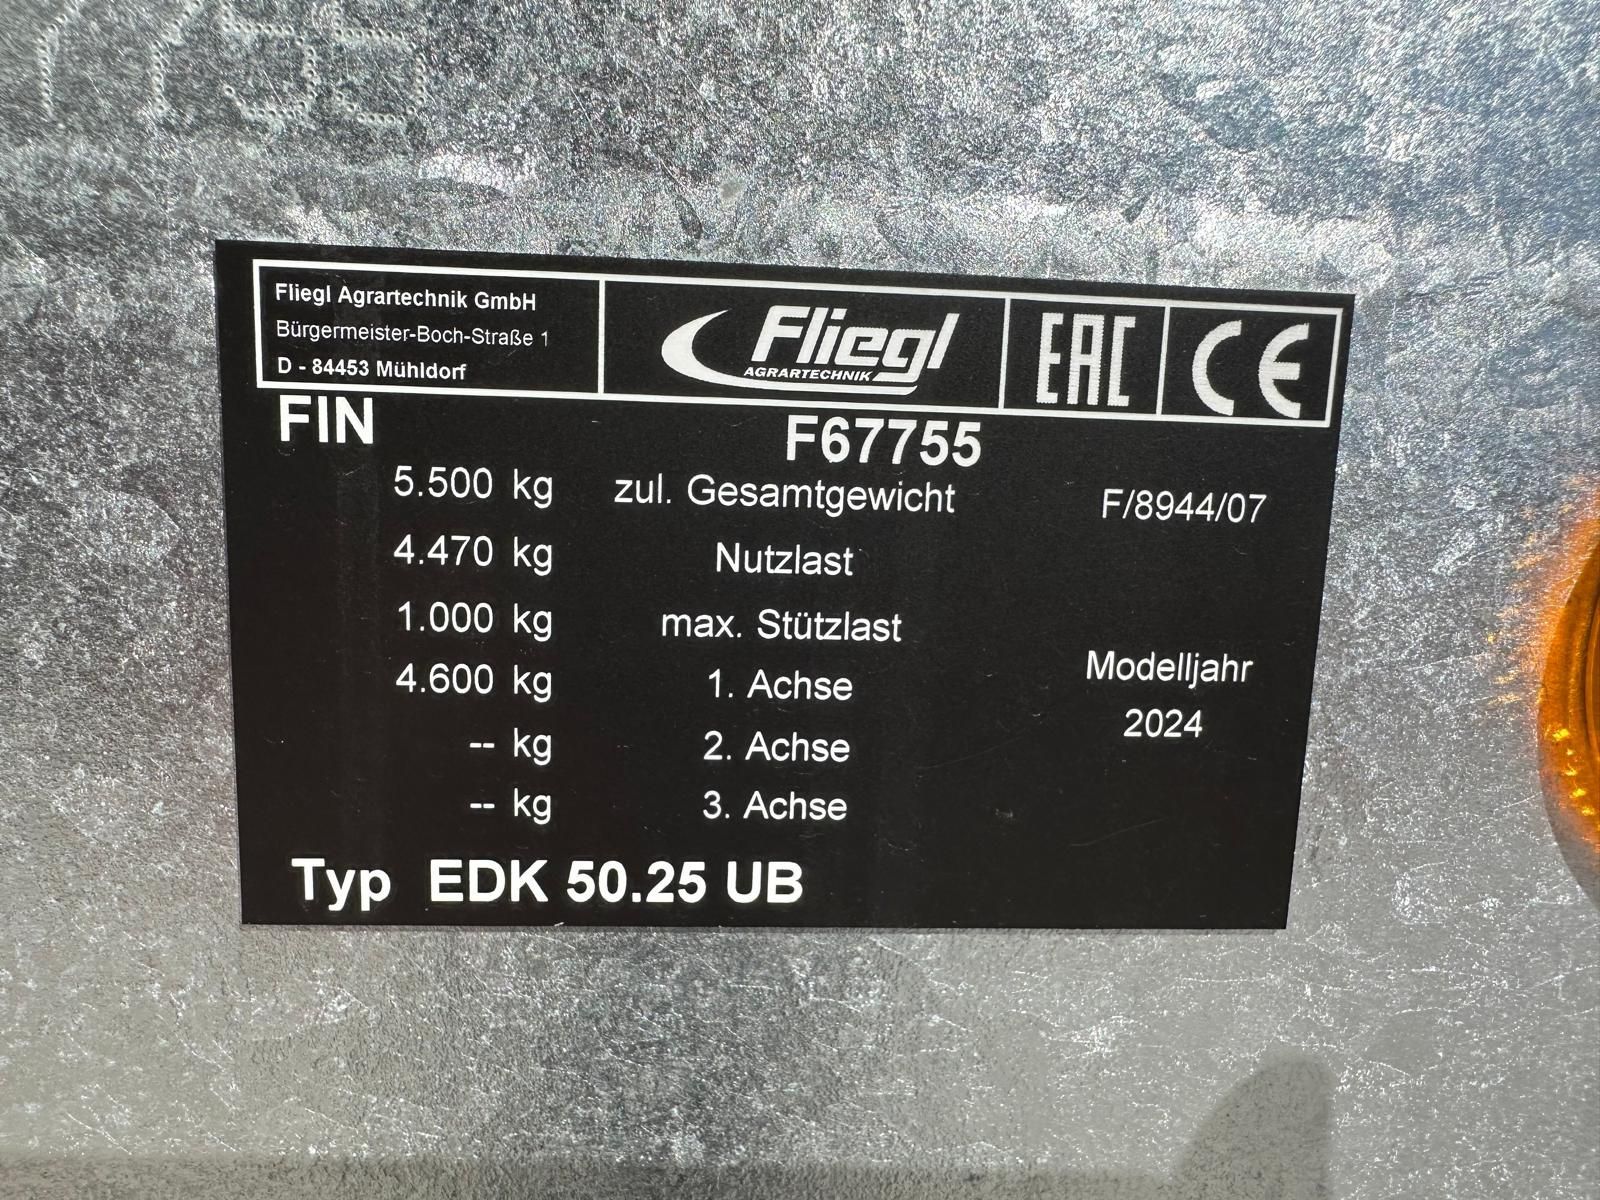 7755
Fliegl Agrartechnik GmbH
Bürgermeister-Boch-Straße 1
D - 84453 Mühldorf
Fliegl
AGRARTECHNIK
EAC
CE
FIN F67755
5.500 kg zul. Gesamtgewicht F/8944/07
4.470 kg Nutzlast
1.000 kg max. Stützlast
4.600 kg 1. Achse Modelljahr
2024
-- kg 2. Achse
-- kg 3. Achse
Typ EDK 50.25 UB